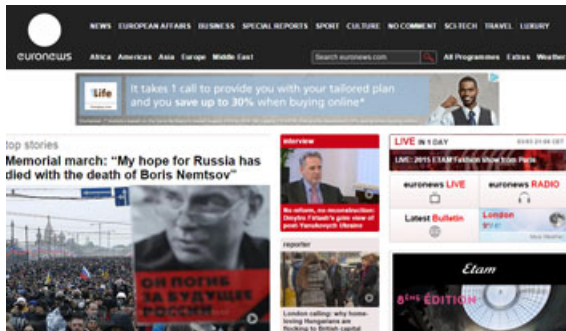 NEWS EUROPEAN AFFAIRS BUSINESS SPECIAL REPORTS SPORT CULTURE NO COMMENT SCI-TECH TRAVEL LUXURY
euronews
Africa Americas Asia Europe Middle East
Search euronews.com
All Programmes Extras Weather
Life
It takes 1 call to provide you with your tailored plan
and you save up to 30% when buying online*
top stories
Memorial march: “My hope for Russia has
died with the death of Boris Nemtsov”
ОН ПОГИБ
ЗА БУДУЩЕЕ
РОССИИ
interview
No reform, no reconstruction:
Dmytro Firtash's grim view of
post-Yanukovych Ukraine
reporter
London calling: why home-
loving Hungarians are
flocking to British capital
LIVE IN 1 DAY
LIVE: 2015 ETAM Fashion show from Paris
euronews LIVE
euronews RADIO
Latest Bulletin
London
Etam
8ÈME ÉDITION